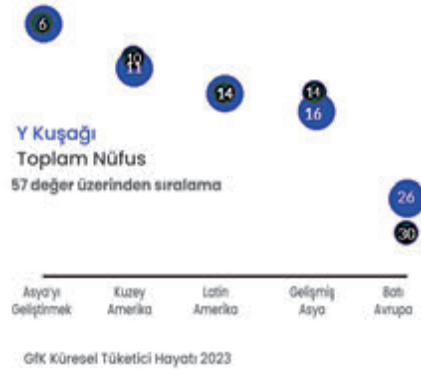 6
10
11
14
14
16
Y Kuşağı
Toplam Nüfus
57 değer üzerinden sıralama
26
30
Asya'yı Kuzey Latin Gelişmiş Batı
Geliştirmek Amerika Amerika Asya Avrupa
GfK Küresel Tüketici Hayatı 2023